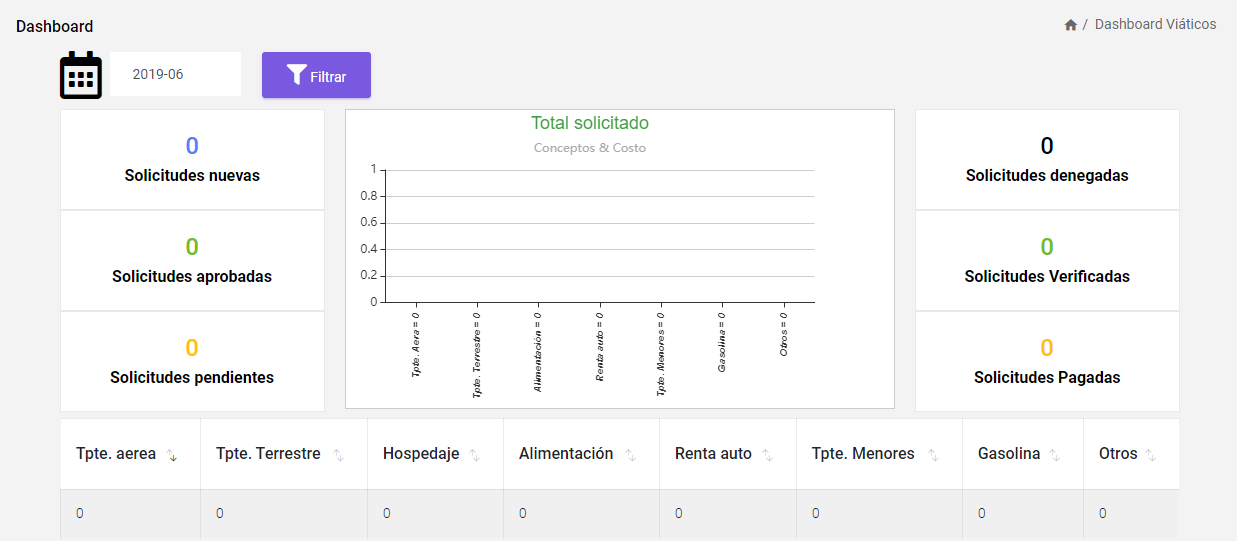 Dashboard
/ Dashboard Viáticos
2019-06
Filtrar
0
Solicitudes nuevas
0
Solicitudes aprobadas
0
Solicitudes pendientes
Total solicitado
Conceptos & Costo
1
0.8
0.6
0.4
0.2
0
Tpte. Aera = 0
Tpte. Terrestre = 0
Alimentación = 0
Renta auto = 0
Tpte. Menores = 0
Gasolina = 0
Otros = 0
0
Solicitudes denegadas
0
Solicitudes Verificadas
0
Solicitudes Pagadas
Tpte. aerea Tpte. Terrestre Hospedaje Alimentación Renta auto Tpte. Menores Gasolina Otros
0 0 0 0 0 0 0 0